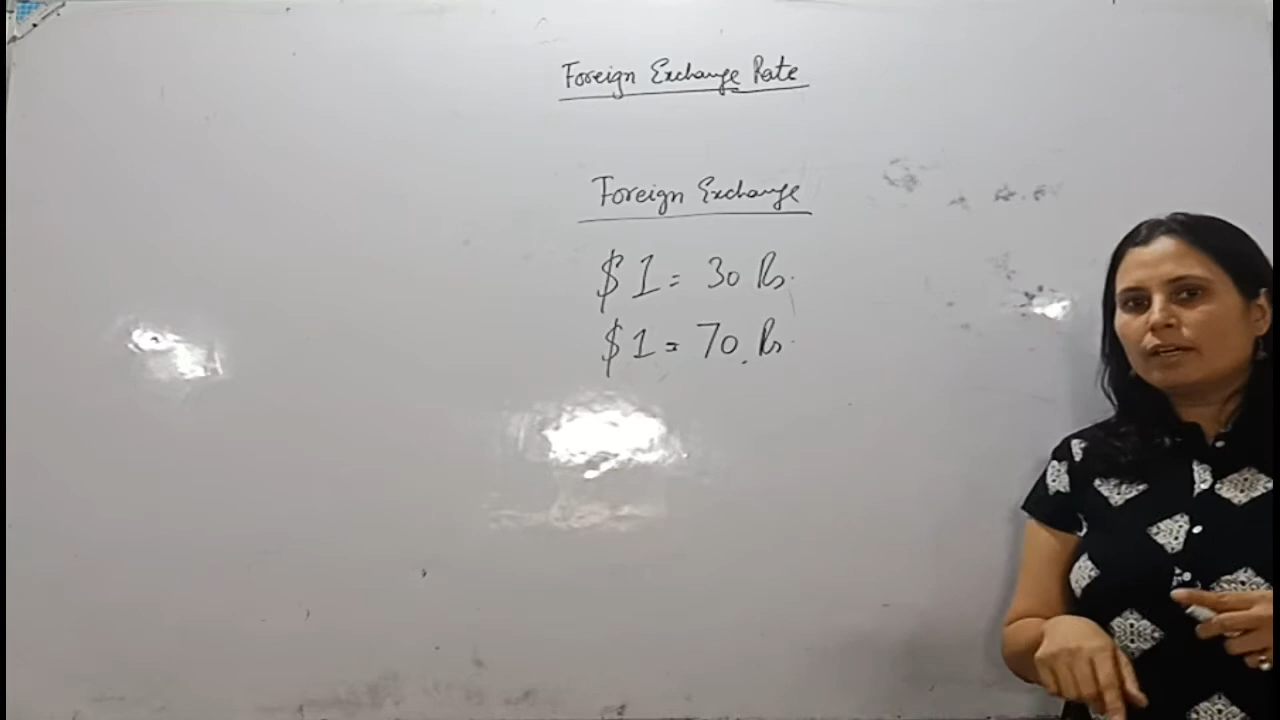 Foreign Exchange Rate
Foreign Exchange
$ 1 = 30 Rs.
$ 1 = 70 Rs.